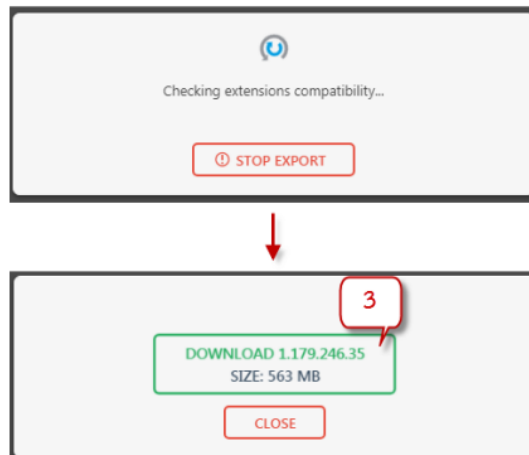 Checking extensions compatibility...
STOP EXPORT
3
DOWNLOAD 1.179.246.35
SIZE: 563 MB
CLOSE